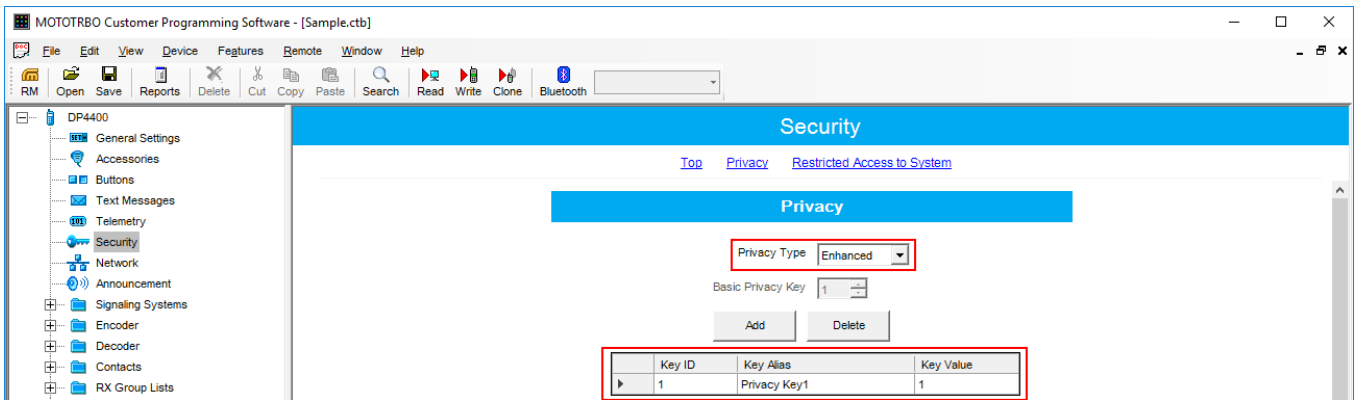 MOTOTRBO Customer Programming Software - [Sample.ctb]
File Edit View Device Features Remote Window Help
RM Open Save Reports Delete Cut Copy Paste Search Read Write Clone Bluetooth
DP4400
General Settings
Accessories
Buttons
Text Messages
Telemetry
Security
Network
Announcement
Signaling Systems
Encoder
Decoder
Contacts
RX Group Lists
Security
Top Privacy Restricted Access to System
Privacy
Privacy Type Enhanced
Basic Privacy Key 1
Add Delete
Key ID Key Alias Key Value
1 Privacy Key1 1